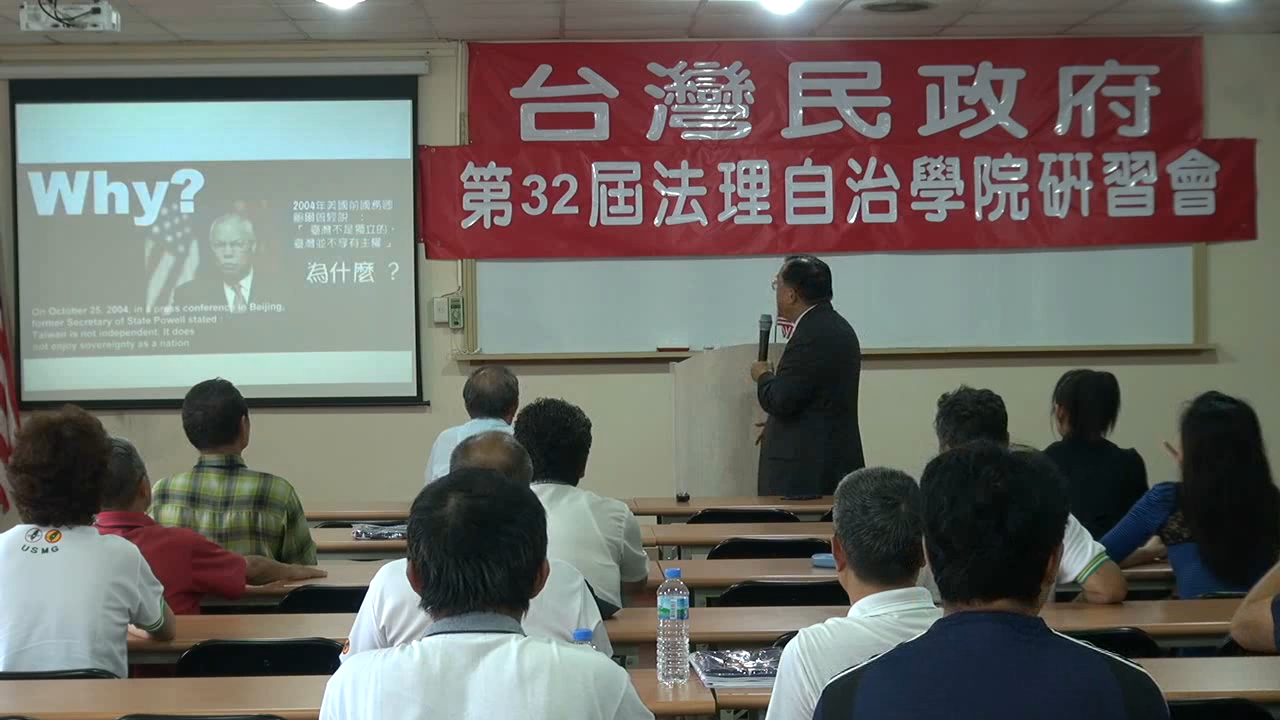 台灣民政府
第32屆法理自治學院研習會
Why?
2004年美國前國務卿
鮑爾曾經說 :
「臺灣不是獨立的,
臺灣並不享有主權」
為什麼?
On October 25, 2004, in a press conference in Beijing,
former Secretary of State Powell stated :
Taiwan is not independent. It does
not enjoy sovereignty as a nation
USMG